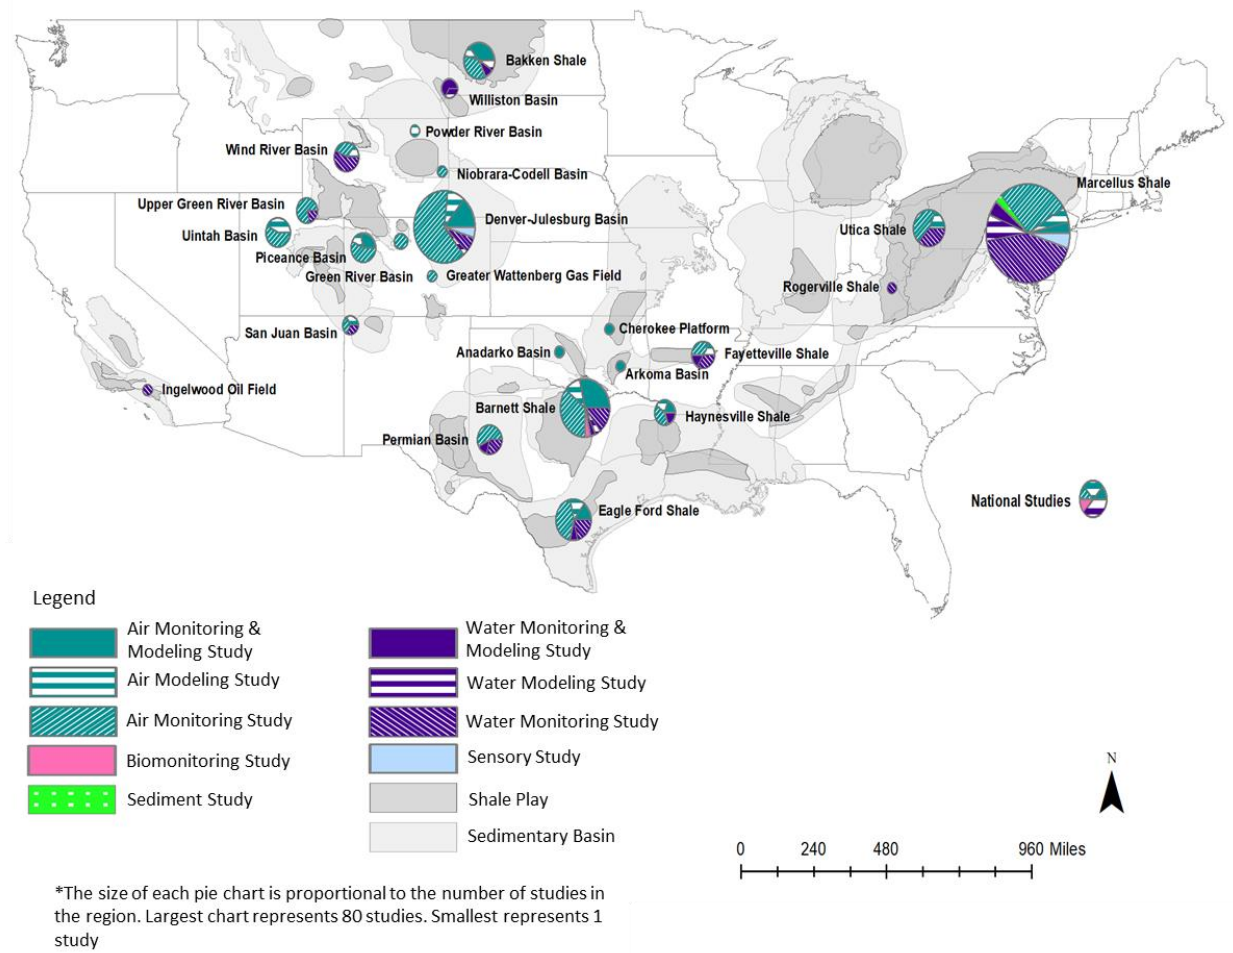 Bakken Shale
Williston Basin
Powder River Basin
Wind River Basin
Niobrara-Codell Basin
Marcellus Shale
Upper Green River Basin
Denver-Julesburg Basin
Utica Shale
Uintah Basin
Piceance Basin
Green River Basin
Greater Wattenberg Gas Field
Rogerville Shale
San Juan Basin
Cherokee Platform
Anadarko Basin
Fayetteville Shale
Arkoma Basin
Ingelwood Oil Field
Barnett Shale
Haynesville Shale
Permian Basin
Eagle Ford Shale
National Studies
Legend
Air Monitoring &
Modeling Study
Air Modeling Study
Air Monitoring Study
Biomonitoring Study
Sediment Study
Water Monitoring &
Modeling Study
Water Modeling Study
Water Monitoring Study
Sensory Study
Shale Play
Sedimentary Basin
N
0 240 480 960 Miles
*The size of each pie chart is proportional to the number of studies in
the region. Largest chart represents 80 studies. Smallest represents 1
study